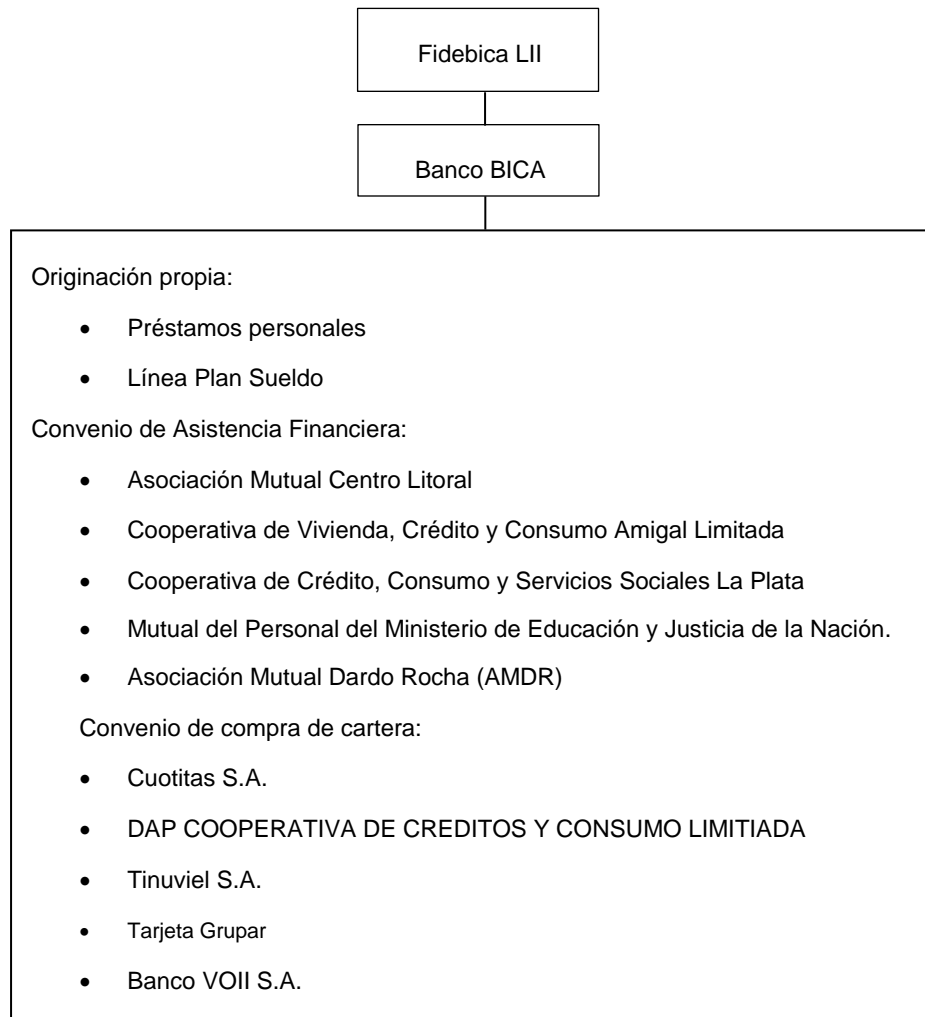 Fidebica LII
Banco BICA
Originación propia:
• Préstamos personales
• Línea Plan Sueldo
Convenio de Asistencia Financiera:
• Asociación Mutual Centro Litoral
• Cooperativa de Vivienda, Crédito y Consumo Amigal Limitada
• Cooperativa de Crédito, Consumo y Servicios Sociales La Plata
• Mutual del Personal del Ministerio de Educación y Justicia de la Nación.
• Asociación Mutual Dardo Rocha (AMDR)
Convenio de compra de cartera:
• Cuotitas S.A.
• DAP COOPERATIVA DE CREDITOS Y CONSUMO LIMITIADA
• Tinuviel S.A.
• Tarjeta Grupar
• Banco VOII S.A.